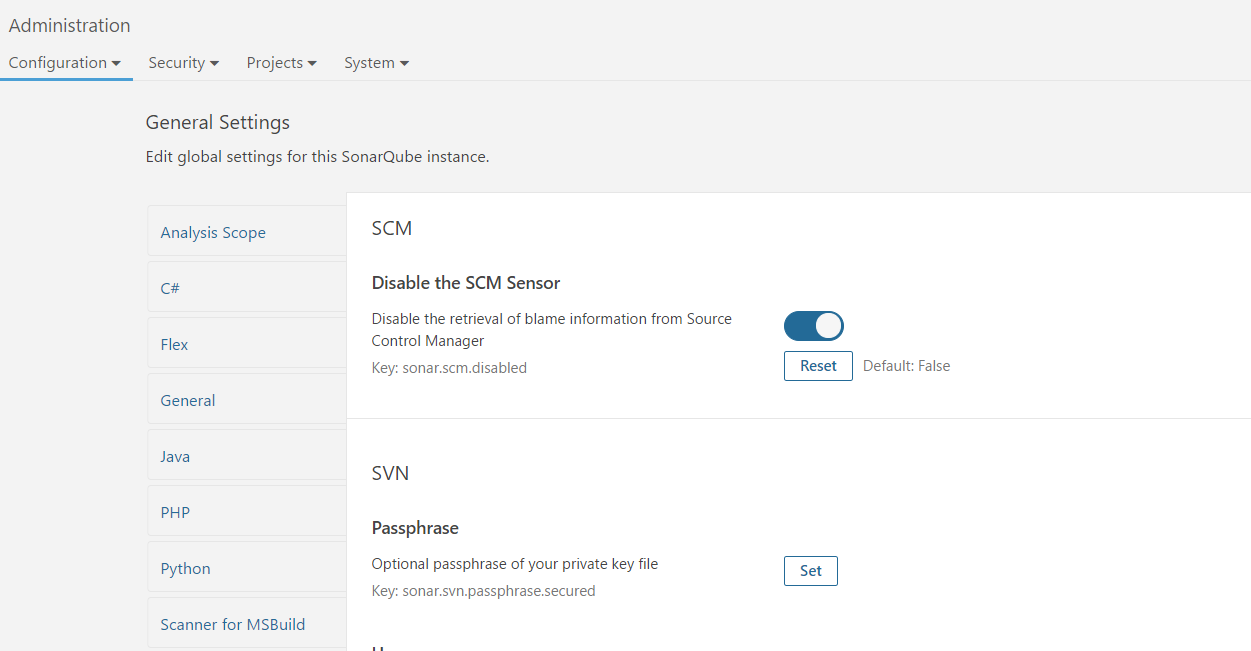 Administration
Configuration Security Projects System
General Settings
Edit global settings for this SonarQube instance.
Analysis Scope
C#
Flex
General
Java
PHP
Python
Scanner for MSBuild
SCM
Disable the SCM Sensor
Disable the retrieval of blame information from Source
Control Manager
Key: sonar.scm.disabled
Reset Default: False
SVN
Passphrase
Optional passphrase of your private key file
Key: sonar.svn.passphrase.secured
Set